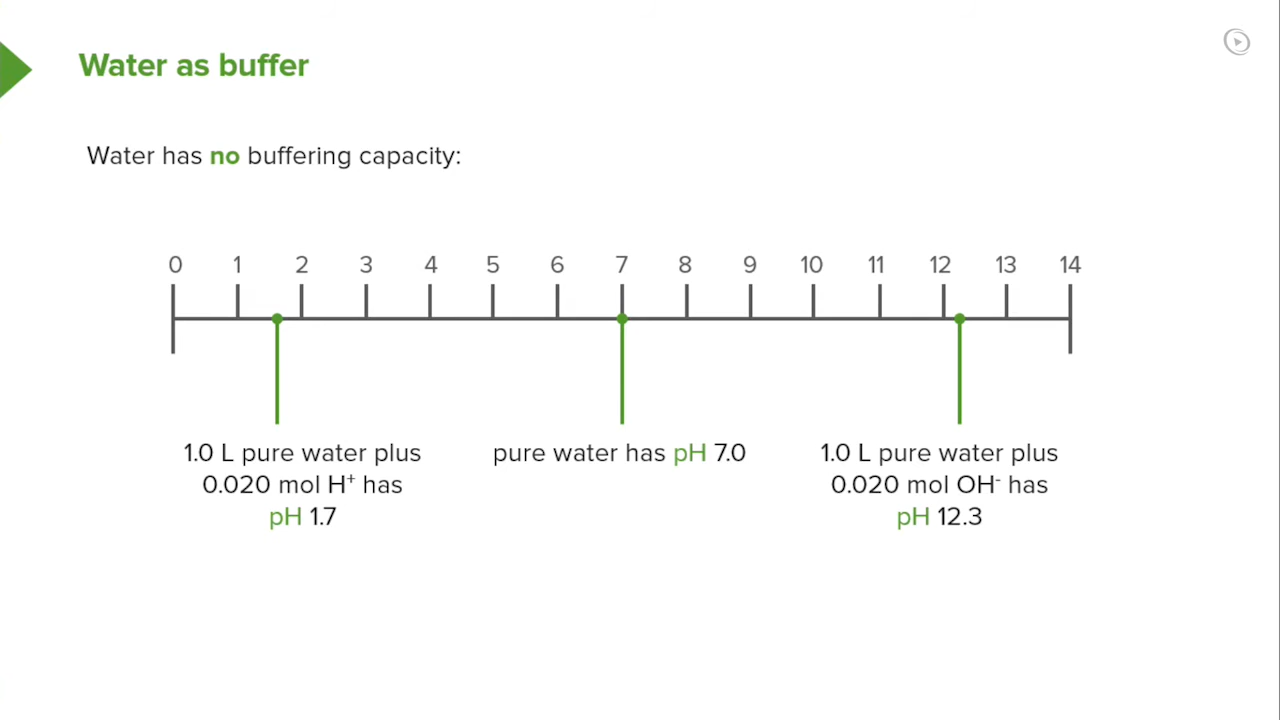 Water as buffer
Water has no buffering capacity:
0 1 2 3 4 5 6 7 8 9 10 11 12 13 14
1.0 L pure water plus
0.020 mol H⁺ has
pH 1.7
pure water has pH 7.0
1.0 L pure water plus
0.020 mol OH⁻ has
pH 12.3